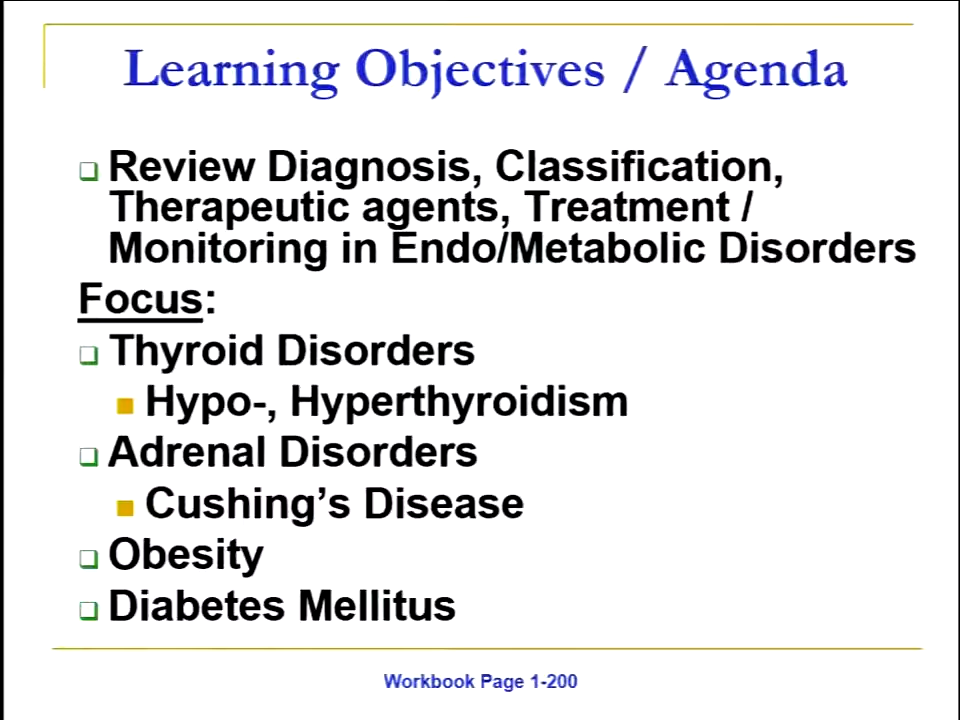 Learning Objectives / Agenda
Review Diagnosis, Classification,
Therapeutic agents, Treatment /
Monitoring in Endo/Metabolic Disorders
Focus:
Thyroid Disorders
Hypo-, Hyperthyroidism
Adrenal Disorders
Cushing’s Disease
Obesity
Diabetes Mellitus
Workbook Page 1-200